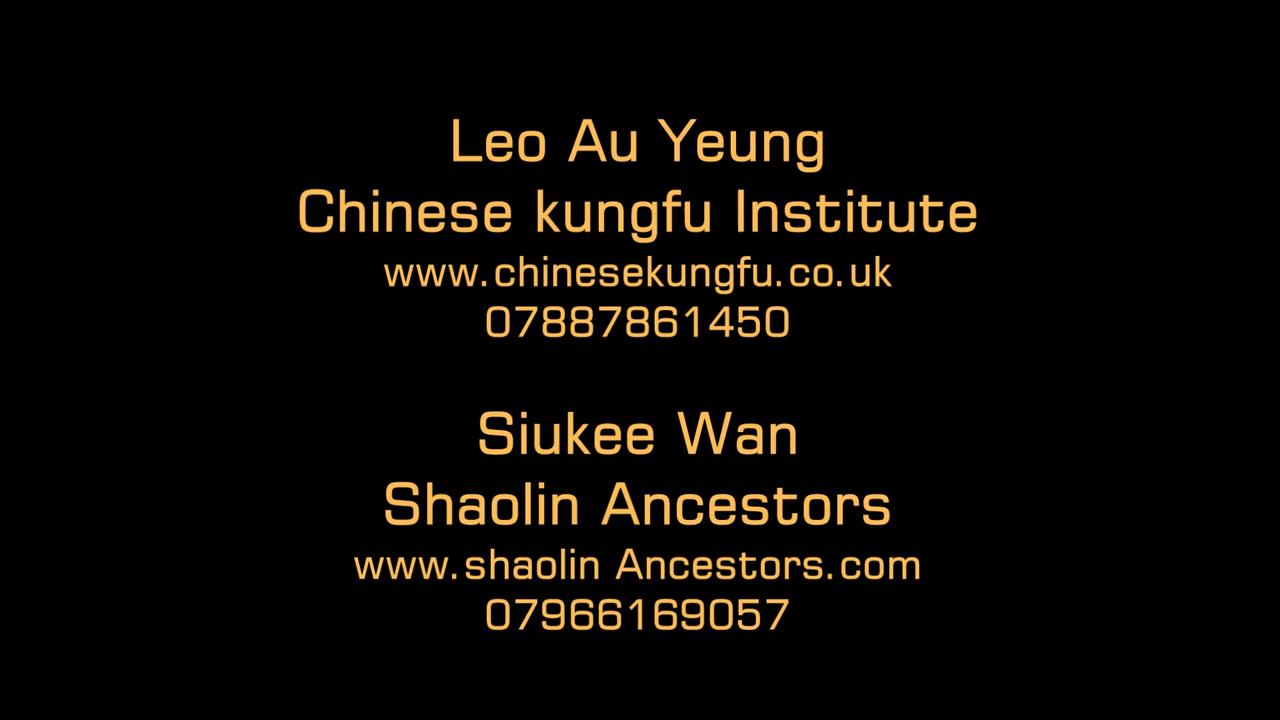 Leo Au Yeung
Chinese kungfu Institute
www.chinesekungfu.co.uk
07887861450
Siukee Wan
Shaolin Ancestors
www.shaolin Ancestors.com
07966169057